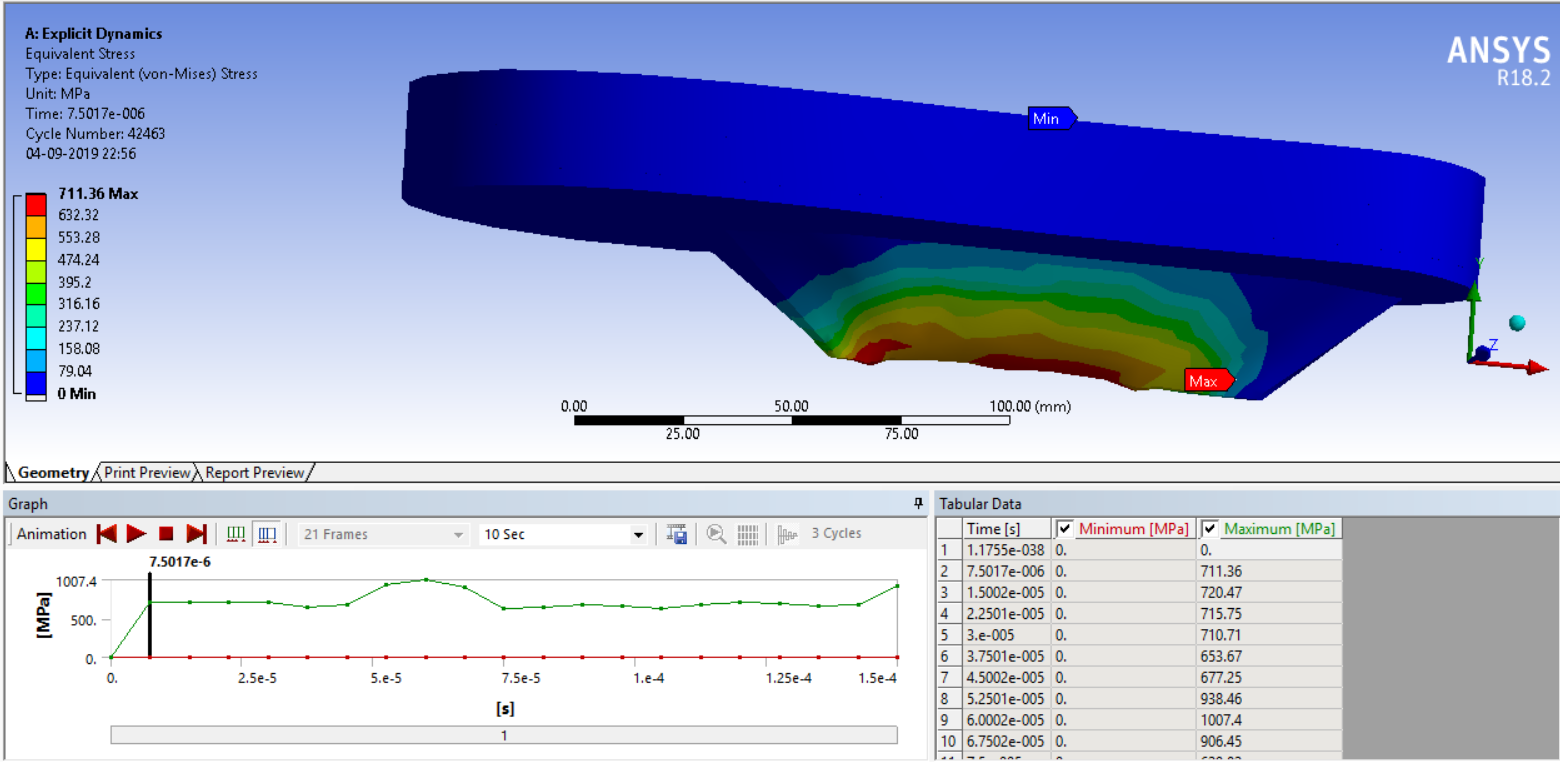 A: Explicit Dynamics
Equivalent Stress
Type: Equivalent (von-Mises) Stress
Unit: MPa
Time: 7.5017e-006
Cycle Number: 42463
04-09-2019 22:56
711.36 Max
632.32
553.28
474.24
395.2
316.16
237.12
158.08
79.04
0 Min
ANSYS
R18.2
Min
Max
Y
Z
0.00 50.00 100.00 (mm)
25.00 75.00
Geometry Print Preview Report Preview
Graph
Animation 21 Frames 10 Sec 3 Cycles
7.5017e-6
1007.4
500.
0.
[MPa]
0. 2.5e-5 5.e-5 7.5e-5 1.e-4 1.25e-4 1.5e-4
[s]
1
Tabular Data
Time [s] Minimum [MPa] Maximum [MPa]
1 1.1755e-038 0. 0.
2 7.5017e-006 0. 711.36
3 1.5002e-005 0. 720.47
4 2.2501e-005 0. 715.75
5 3.e-005 0. 710.71
6 3.7501e-005 0. 653.67
7 4.5002e-005 0. 677.25
8 5.2501e-005 0. 938.46
9 6.0002e-005 0. 1007.4
10 6.7502e-005 0. 906.45